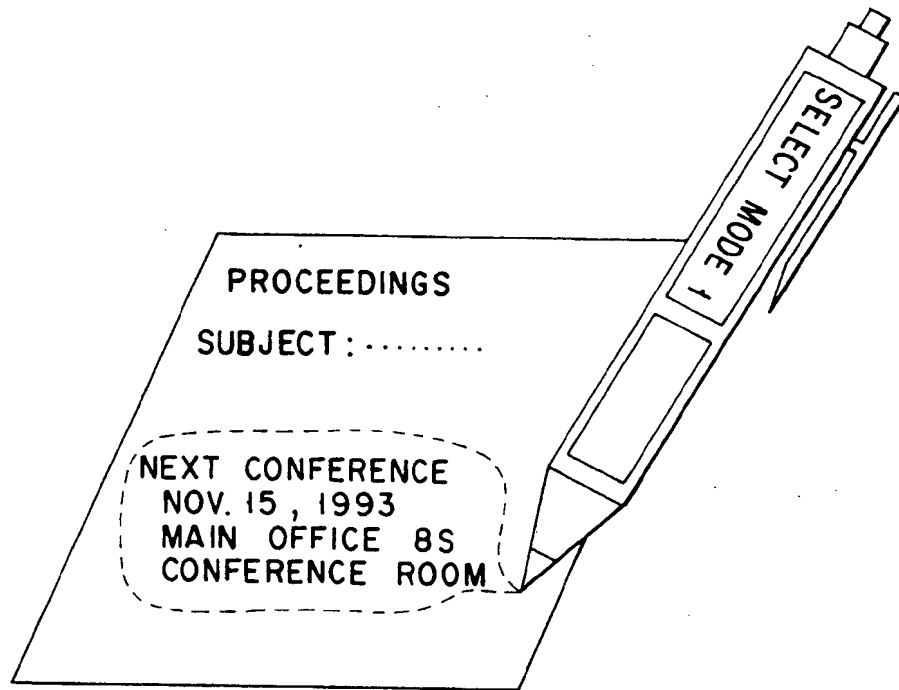 PROCEEDINGS
SUBJECT: .........
NEXT CONFERENCE
NOV. 15, 1993
MAIN OFFICE 8S
CONFERENCE ROOM
SELECT MODE 1